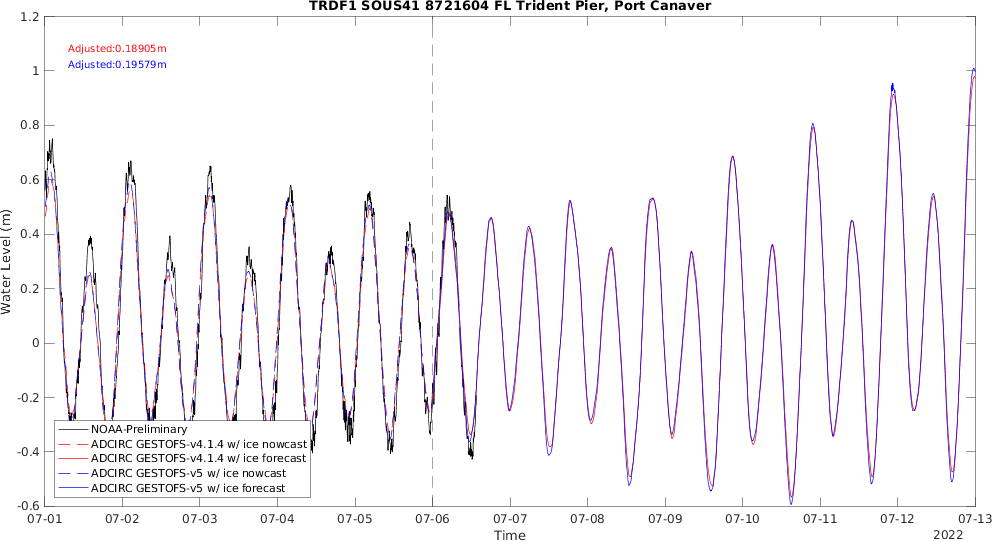 TRDF1 SOUS41 8721604 FL Trident Pier, Port Canaver
1.2
1
0.8
0.6
0.4
0.2
0
-0.2
-0.4
-0.6
Water Level (m)
Adjusted:0.18905m
Adjusted:0.19579m
NOAA-Preliminary
ADCIRC GESTOFS-v4.1.4 w/ ice nowcast
ADCIRC GESTOFS-v4.1.4 w/ ice forecast
ADCIRC GESTOFS-v5 w/ ice nowcast
ADCIRC GESTOFS-v5 w/ ice forecast
07-01 07-02 07-03 07-04 07-05 07-06 07-07 07-08 07-09 07-10 07-11 07-12 07-13
Time
2022